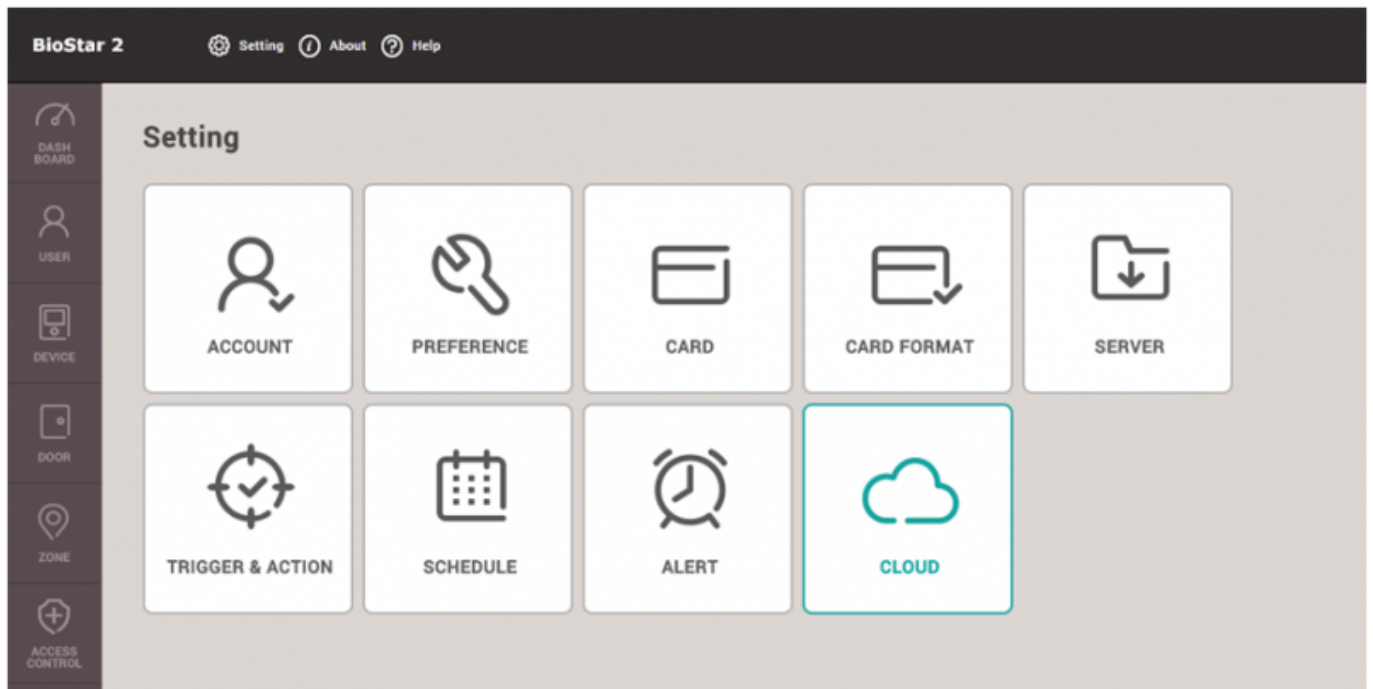 BioStar 2
Setting
About
Help
DASH
BOARD
USER
DEVICE
DOOR
ZONE
ACCESS
CONTROL
Setting
ACCOUNT
PREFERENCE
CARD
CARD FORMAT
SERVER
TRIGGER & ACTION
SCHEDULE
ALERT
CLOUD